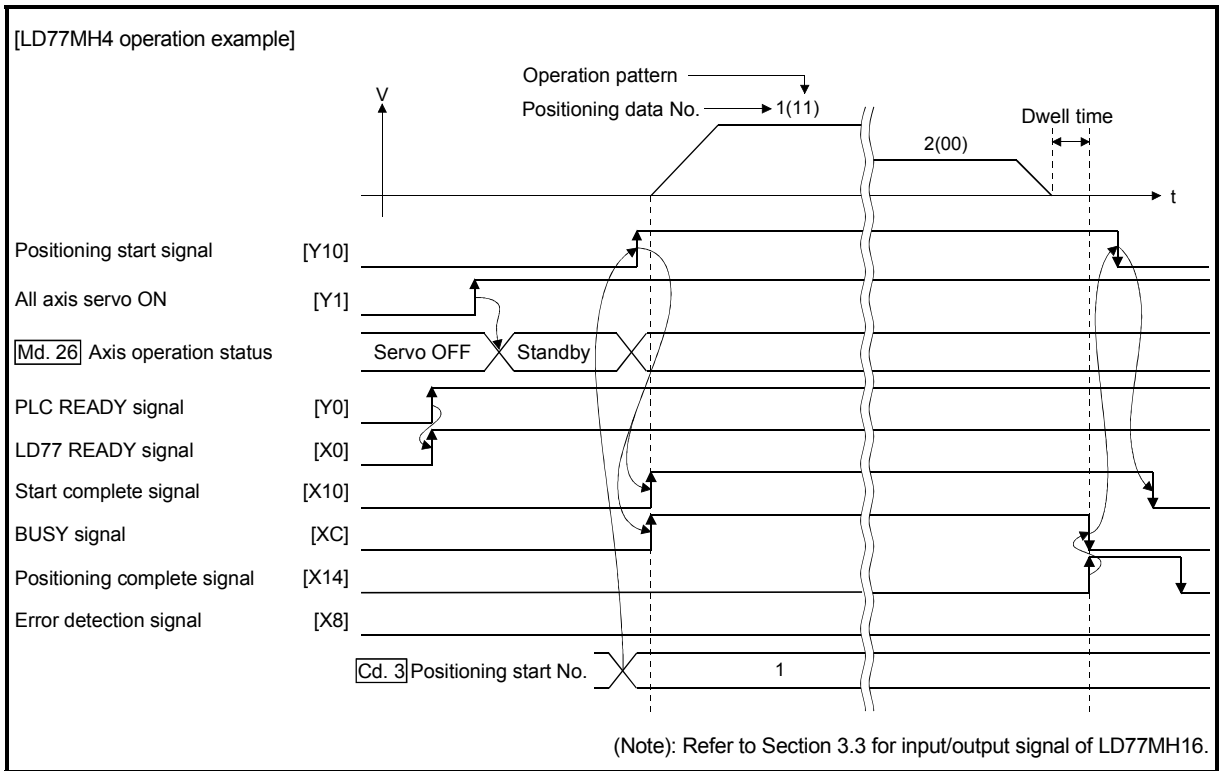 [LD77MH4 operation example]
Operation pattern
V
Positioning data No. 1(11)
Dwell time
2(00)
t
Positioning start signal [Y10]
All axis servo ON [Y1]
Md. 26 Axis operation status Servo OFF Standby
PLC READY signal [Y0]
LD77 READY signal [X0]
Start complete signal [X10]
BUSY signal [XC]
Positioning complete signal [X14]
Error detection signal [X8]
Cd. 3 Positioning start No. 1
(Note): Refer to Section 3.3 for input/output signal of LD77MH16.